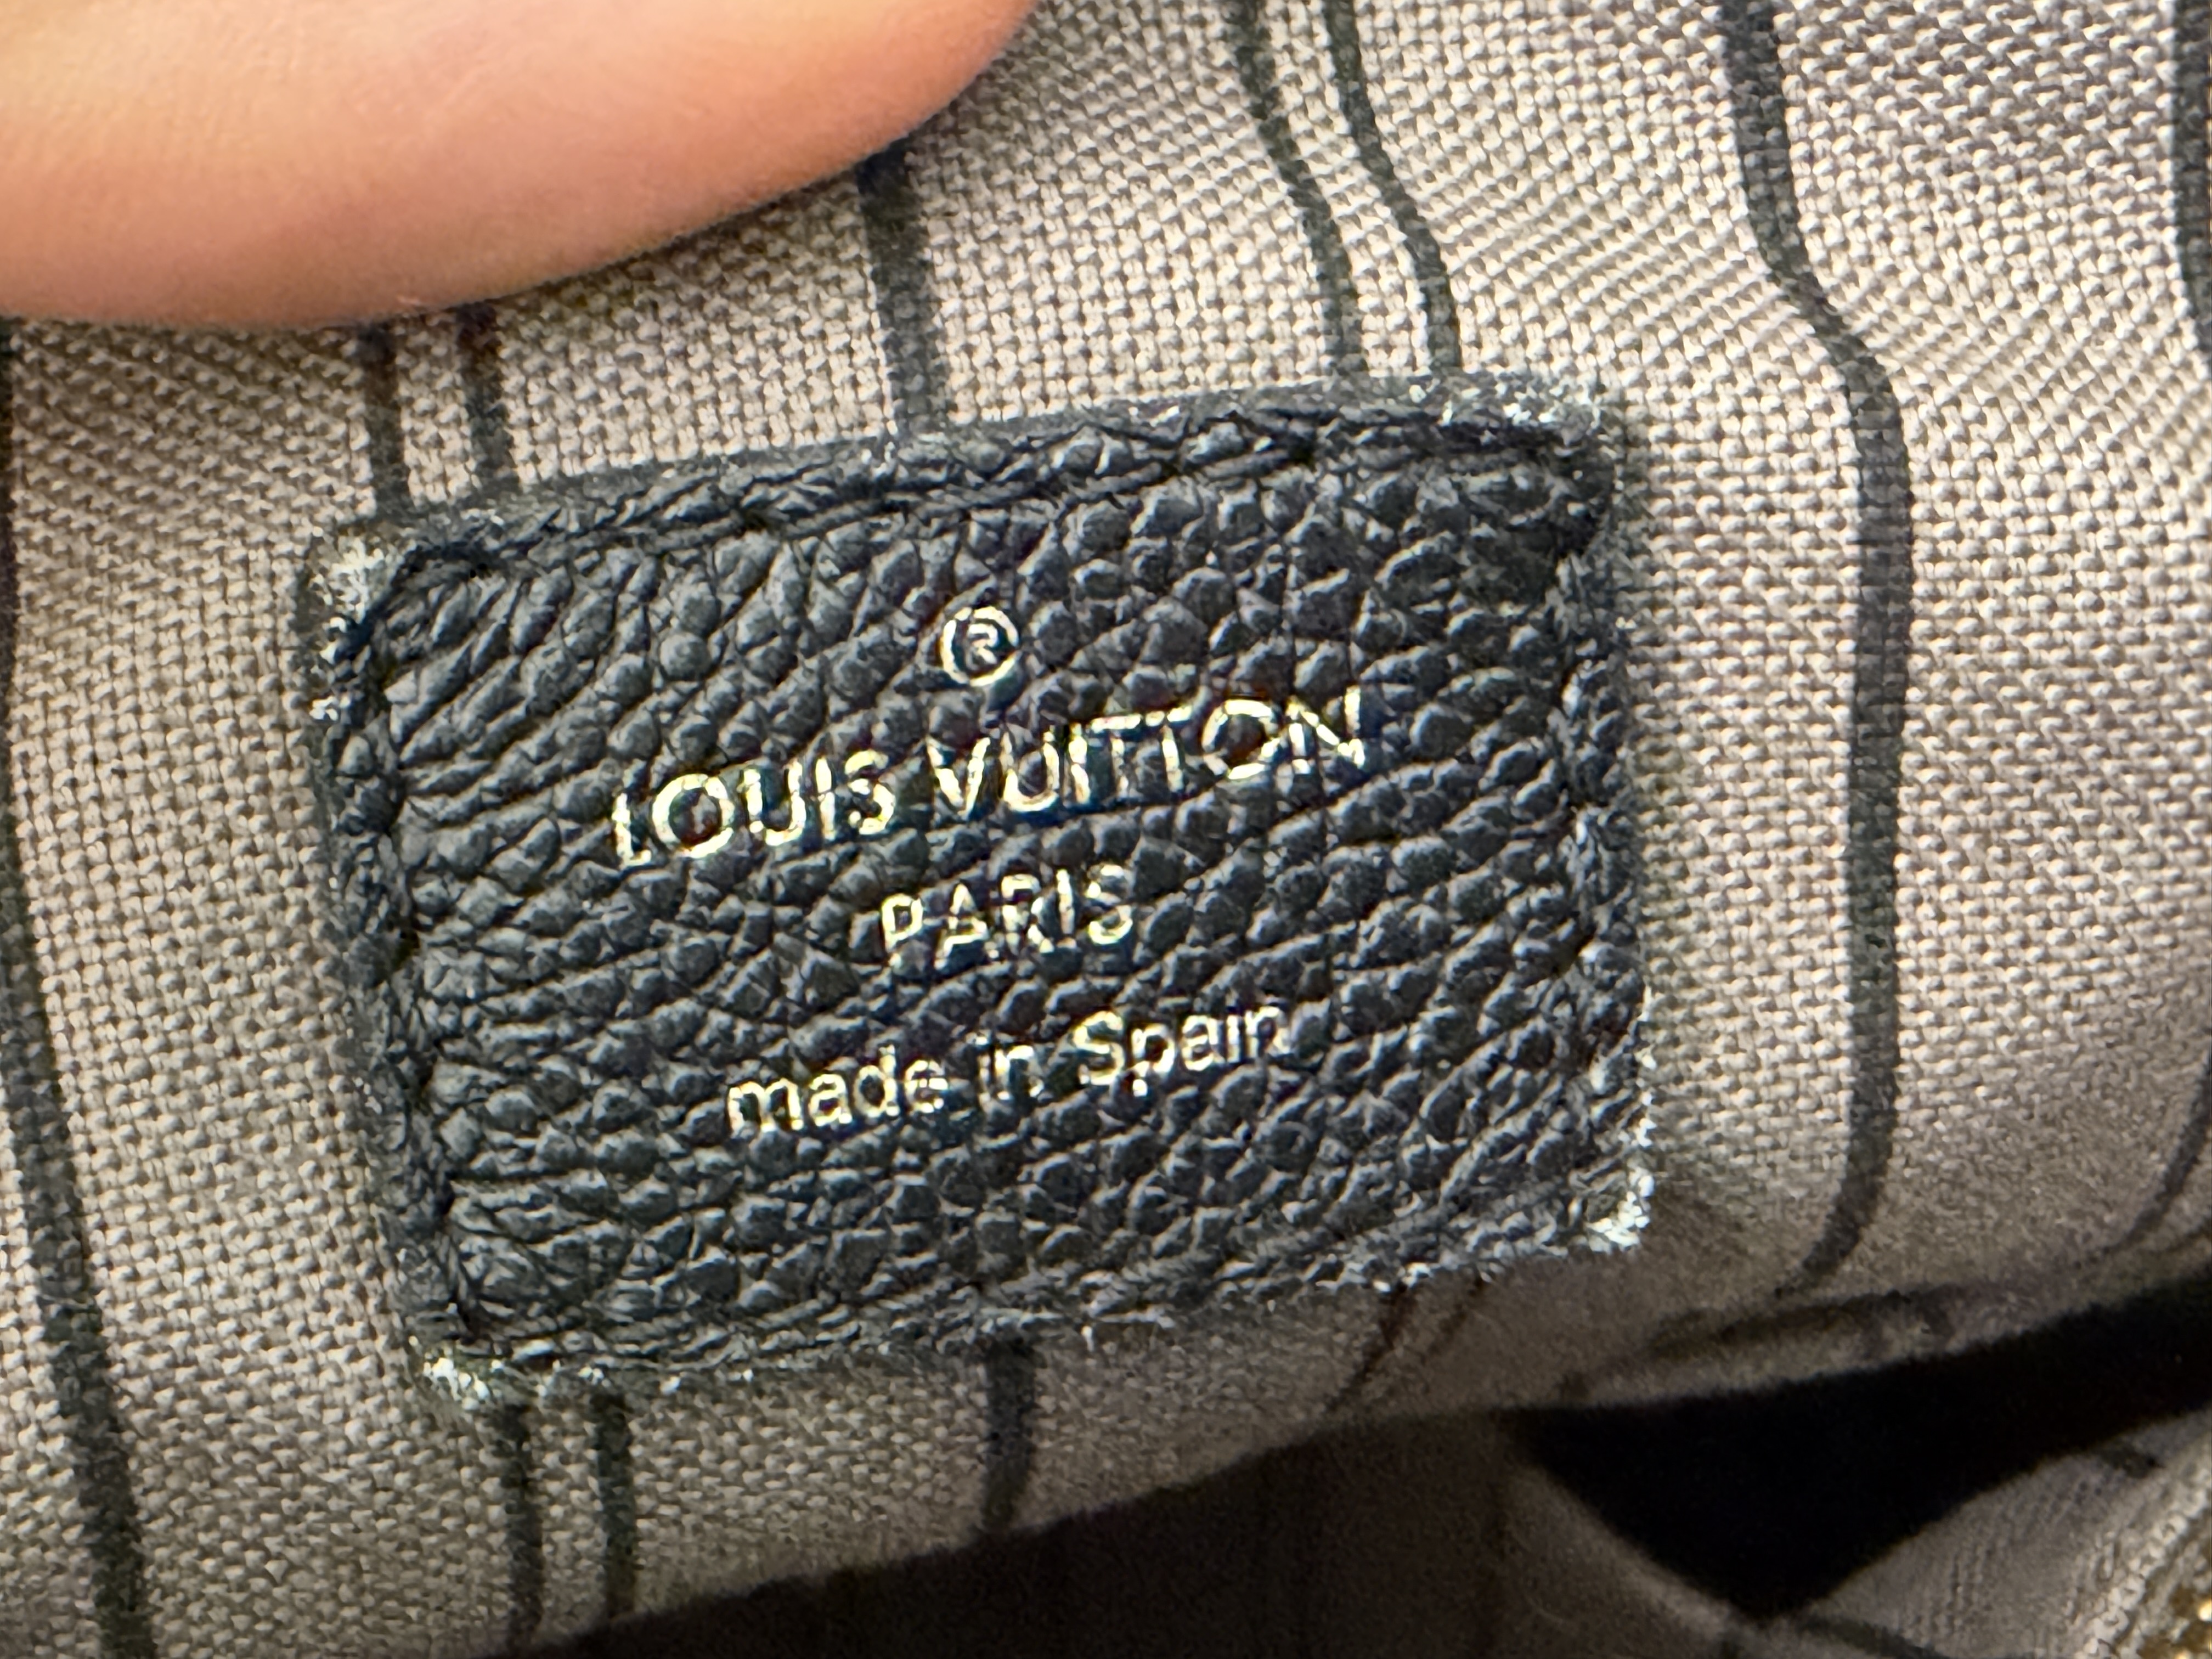 ®
LOUIS VUITTON
PARIS
made in Spain